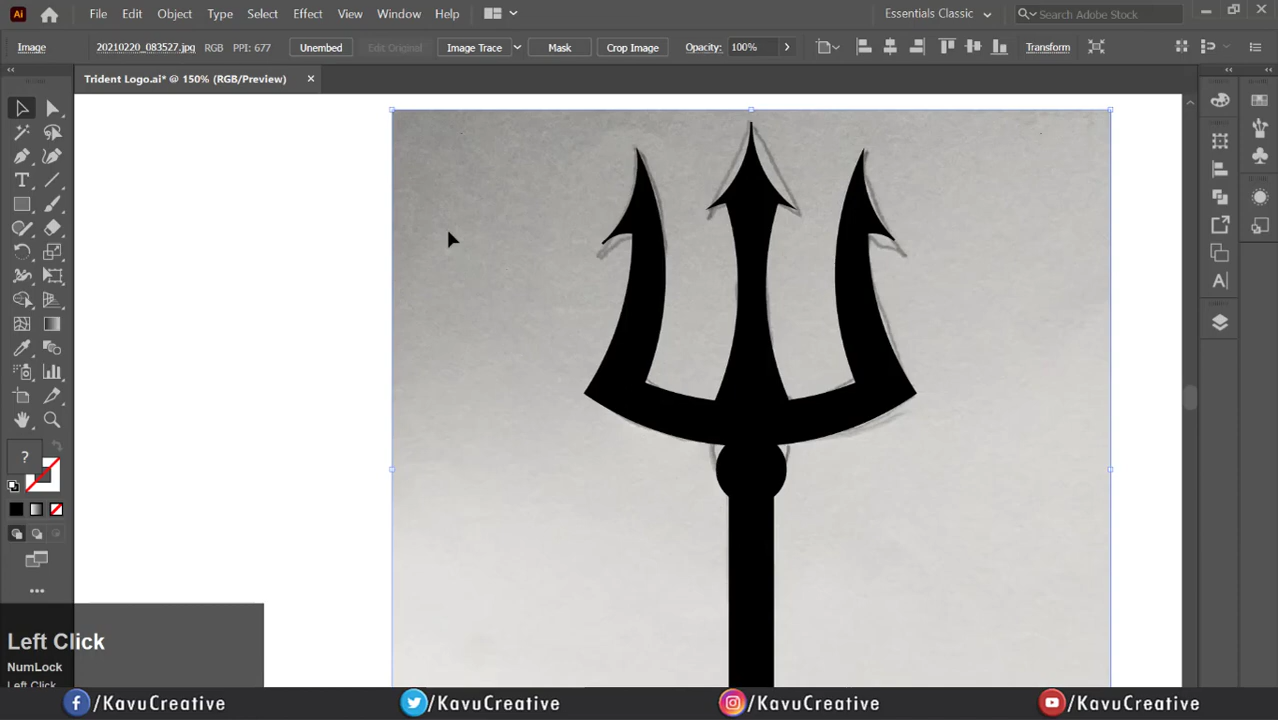 Ai File Edit Object Type Select Effect View Window Help Essentials Classic Search Adobe Stock
Image 20210220_083527.jpg RGB PPI: 677 Unembed Edit Original Image Trace Mask Crop Image Opacity: 100% Transform
Trident Logo.ai* @ 150% (RGB/Preview)
T
A
?
Left Click
NumLock
Left Click
/KavuCreative /KavuCreative /KavuCreative /KavuCreative